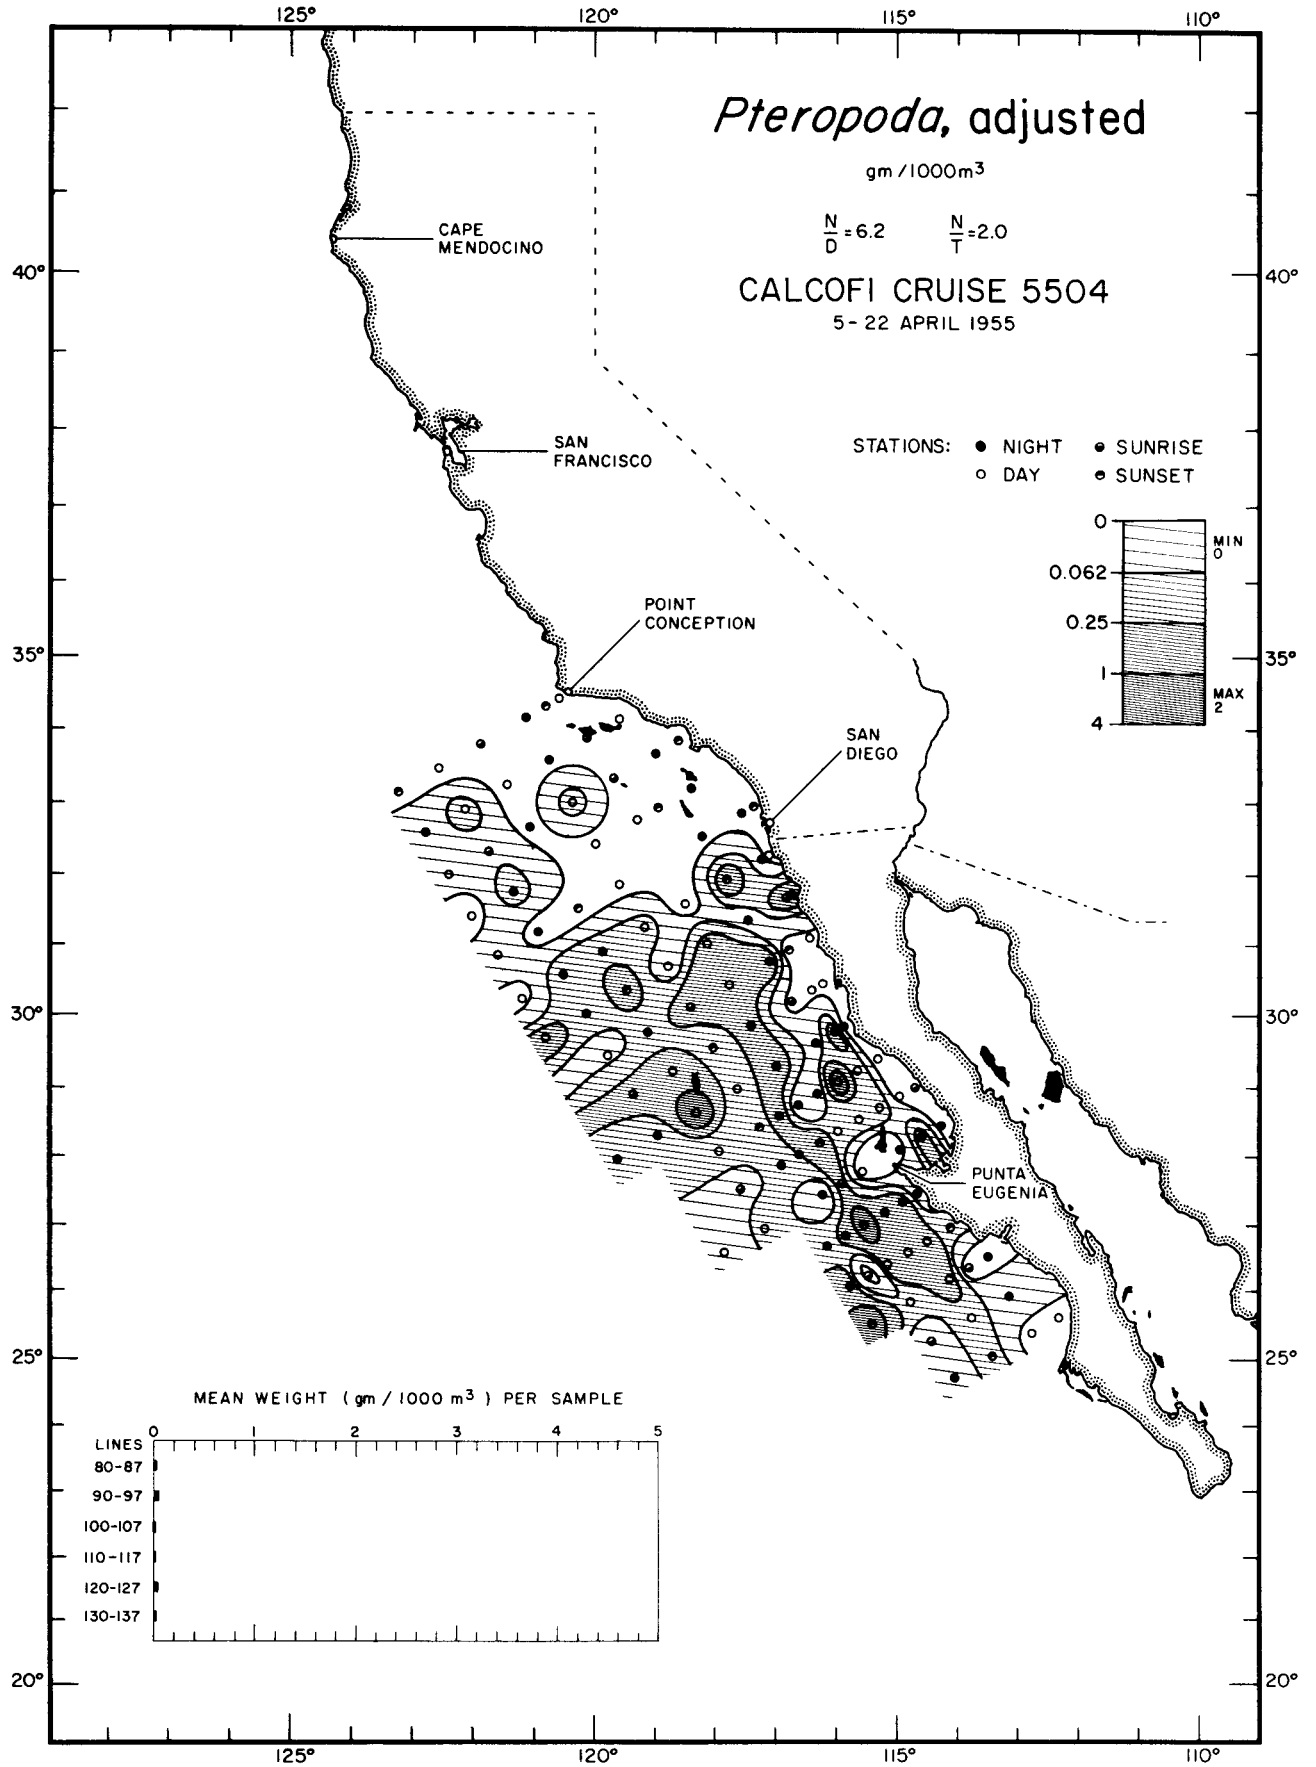 125° 120° 115° 110°
Pteropoda, adjusted
gm/1000m³
N/D=6.2 N/T=2.0
CALCOFI CRUISE 5504
5-22 APRIL 1955
CAPE
MENDOCINO
40° 40°
STATIONS: ● NIGHT SUNRISE
○ DAY SUNSET
SAN
FRANCISCO
0
MIN
0
0.062
0.25
1
MAX
2
4
POINT
CONCEPTION
35° 35°
SAN
DIEGO
30° 30°
PUNTA
EUGENIA
25° 25°
MEAN WEIGHT (gm/1000 m³) PER SAMPLE
0 1 2 3 4 5
LINES
80-87
90-97
100-107
110-117
120-127
130-137
20° 20°
125° 120° 115° 110°